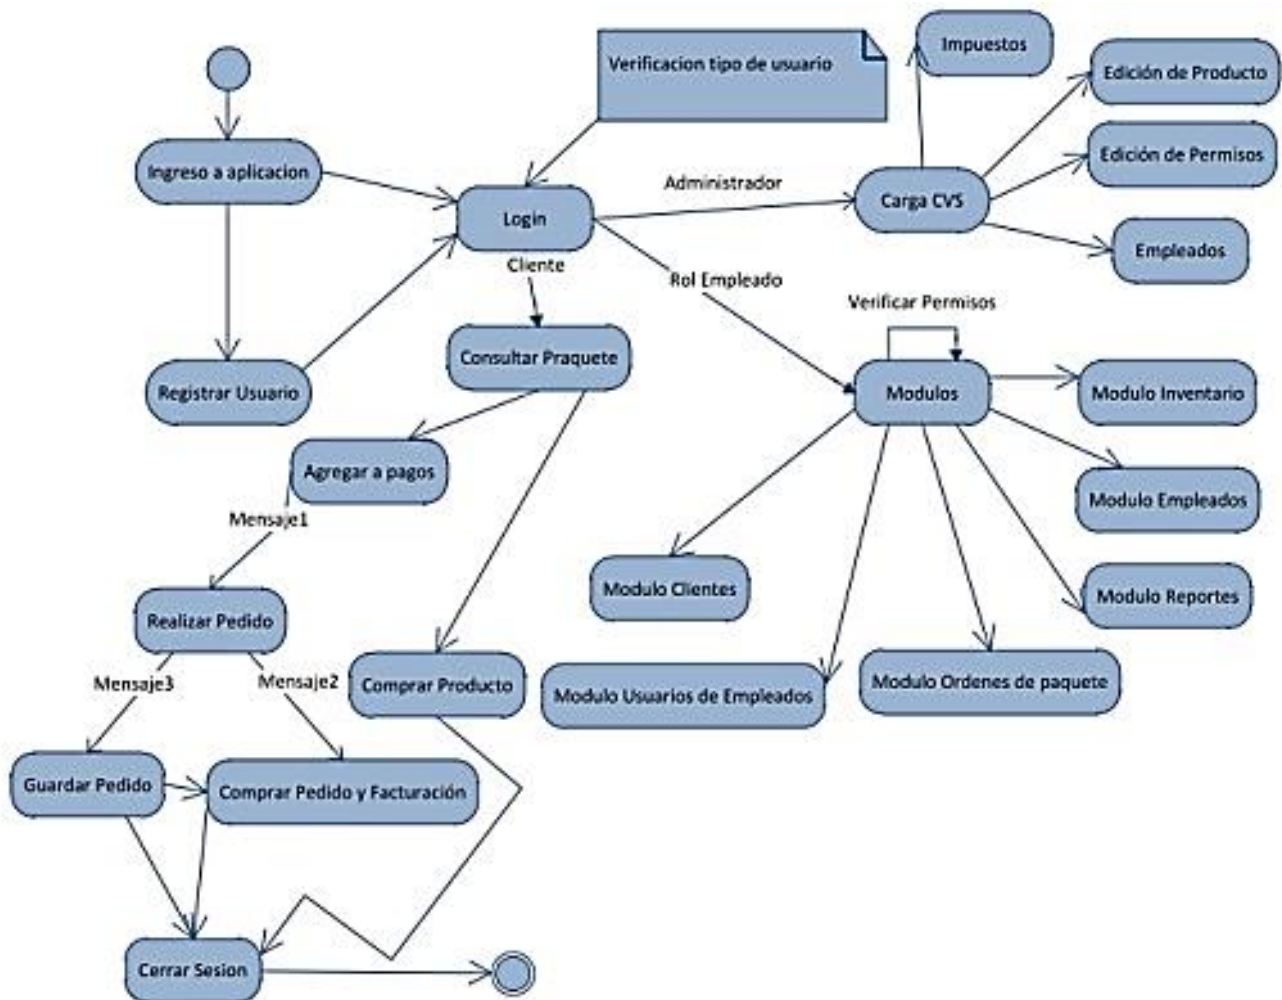 Impuestos
Verificacion tipo de usuario
Edición de Producto
Edición de Permisos
Ingreso a aplicacion
Administrador
Carga CVS
Login
Empleados
Cliente
Rol Empleado
Verificar Permisos
Consultar Praquete
Registrar Usuario
Modulos
Modulo Inventario
Agregar a pagos
Modulo Empleados
Mensaje1
Modulo Clientes
Modulo Reportes
Realizar Pedido
Mensaje3
Mensaje2
Comprar Producto
Modulo Usuarios de Empleados
Modulo Ordenes de paquete
Guardar Pedido
Comprar Pedido y Facturación
Cerrar Sesion